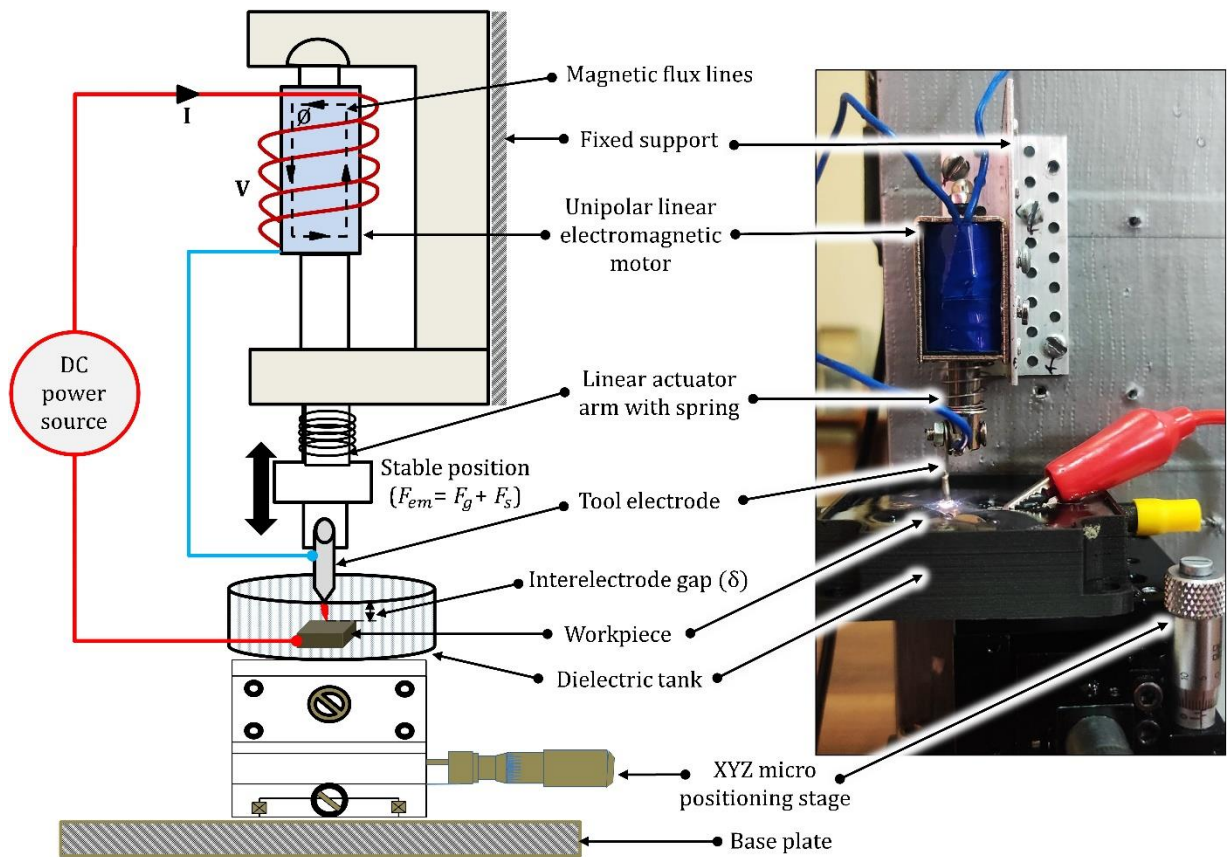 Magnetic flux lines
I
Ø
Fixed support
V
Unipolar linear
electromagnetic
motor
DC
power
source
Linear actuator
arm with spring
Stable position
(F_em = F_g + F_s)
Tool electrode
Interelectrode gap (δ)
Workpiece
Dielectric tank
XYZ micro
positioning stage
Base plate